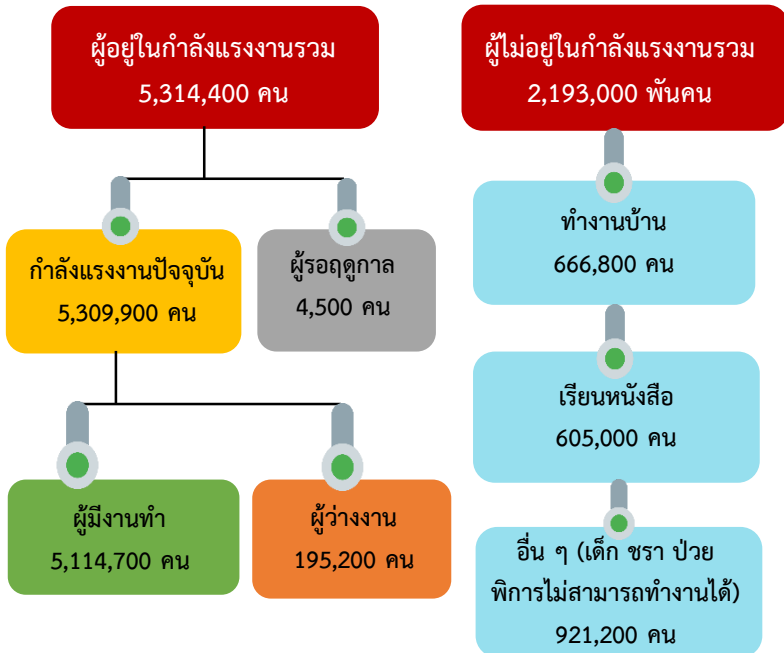 ผู้อยู่ในกำลังแรงงานรวม
5,314,400 คน
ผู้ไม่อยู่ในกำลังแรงงานรวม
2,193,000 พันคน
กำลังแรงงานปัจจุบัน
5,309,900 คน
ผู้รอฤดูกาล
4,500 คน
ผู้มีงานทำ
5,114,700 คน
ผู้ว่างงาน
195,200 คน
ทำงานบ้าน
666,800 คน
เรียนหนังสือ
605,000 คน
อื่น ๆ (เด็ก ชรา ป่วย
พิการไม่สามารถทำงานได้)
921,200 คน